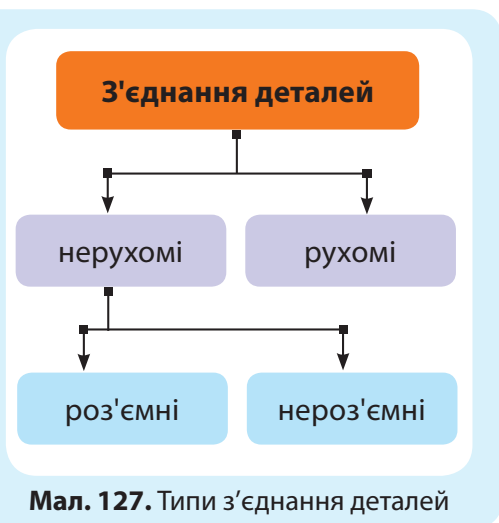 З'єднання деталей
нерухомі
рухомі
роз'ємні
нероз'ємні
Мал. 127. Типи з’єднання деталей